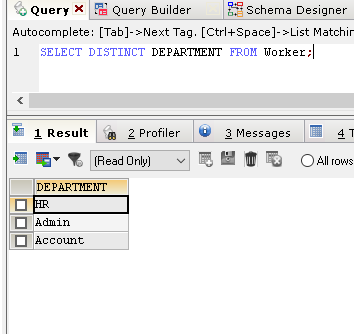 Query × Query Builder Schema Designer
Autocomplete: [Tab]->Next Tag. [Ctrl+Space]->List Matchin
1 SELECT DISTINCT DEPARTMENT FROM Worker;
1 Result 2 Profiler 3 Messages 4 T
(Read Only) All rows
DEPARTMENT
HR
Admin
Account